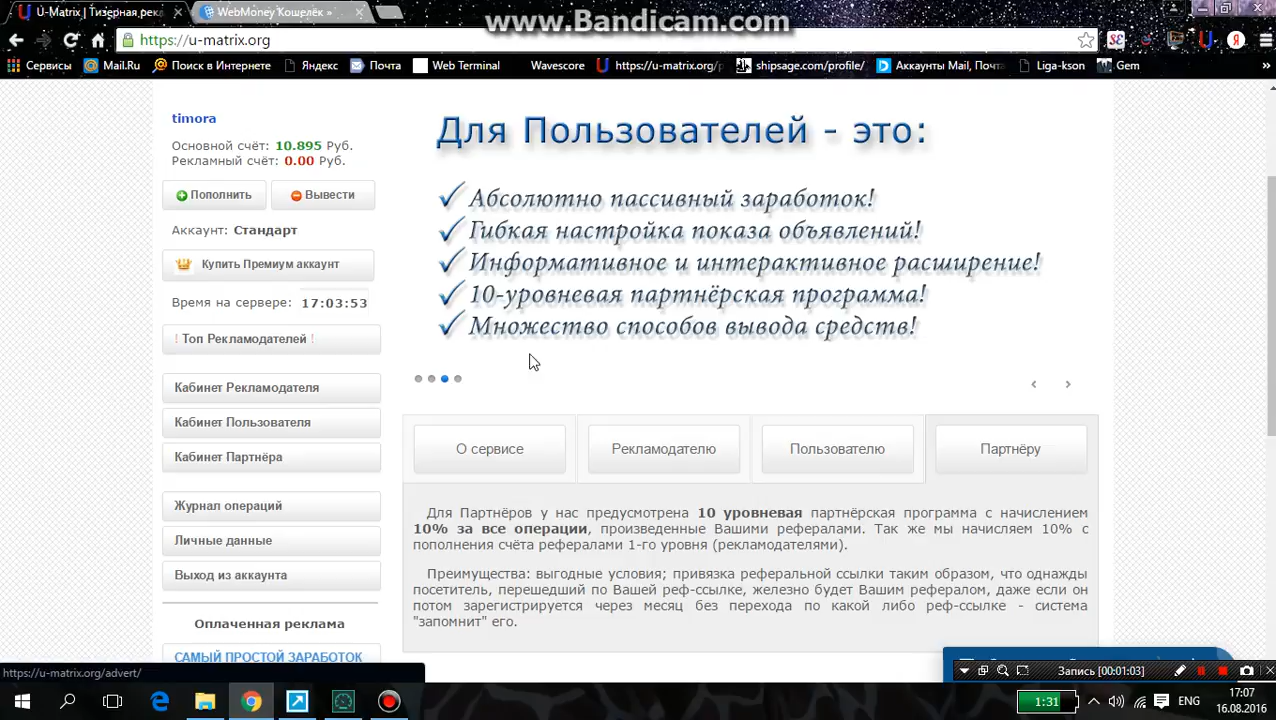 www.Bandicam.com
U-Matrix | Тизерная рек
WebMoney Кошелёк »
https://u-matrix.org
Сервисы
Mail.Ru
Поиск в Интернете
Яндекс
Почта
Web Terminal
Wavescore
https://u-matrix.org/p
shipsage.com/profile/
Аккаунты Mail, Почта
Liga-kson
Gem
»
timora
Основной счёт: 10.895 Руб.
Рекламный счёт: 0.00 Руб.
Пополнить
Вывести
Аккаунт: Стандарт
Купить Премиум аккаунт
Время на сервере: 17:03:53
! Топ Рекламодателей !
Кабинет Рекламодателя
Кабинет Пользователя
Кабинет Партнёра
Журнал операций
Личные данные
Выход из аккаунта
Оплаченная реклама
САМЫЙ ПРОСТОЙ ЗАРАБОТОК
Для Пользователей - это:
Абсолютно пассивный заработок!
Гибкая настройка показа объявлений!
Информативное и интерактивное расширение!
10-уровневая партнёрская программа!
Множество способов вывода средств!
О сервисе
Рекламодателю
Пользователю
Партнёру
Для Партнёров у нас предусмотрена 10 уровневая партнёрская программа с начислением
10% за все операции, произведенные Вашими рефералами. Так же мы начисляем 10% с
пополнения счёта рефералами 1-го уровня (рекламодателями).
Преимущества: выгодные условия; привязка реферальной ссылки таким образом, что однажды
посетитель, перешедший по Вашей реф-ссылке, железно будет Вашим рефералом, даже если он
потом зарегистрируется через месяц без перехода по какой либо реф-ссылке - система
"запомнит" его.
https://u-matrix.org/advert/
Запись [00:01:03]
1:31
ENG
17:07
16.08.2016